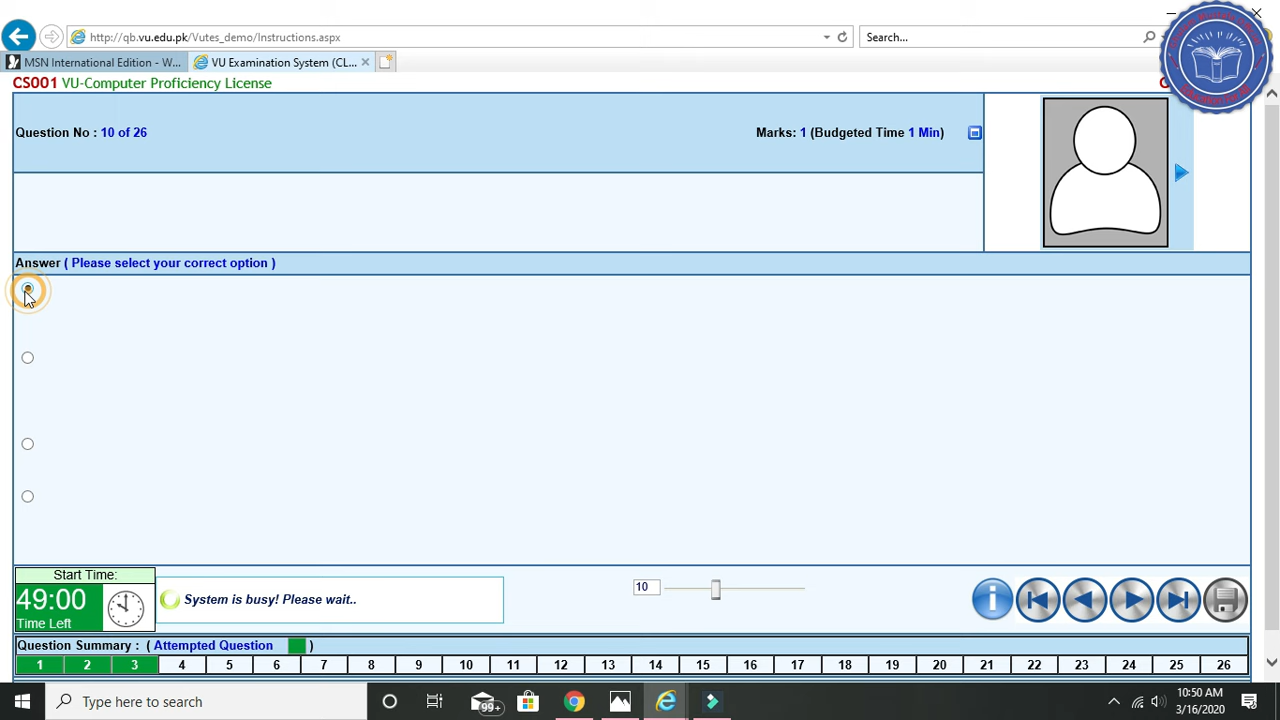 http://qb.vu.edu.pk/Vutes_demo/Instructions.aspx
Search...
MSN International Edition - W...
VU Examination System (CL...
CS001 VU-Computer Proficiency License
Question No : 10 of 26
Marks: 1 (Budgeted Time 1 Min)
Answer ( Please select your correct option )
Start Time:
49:00
Time Left
System is busy! Please wait..
10
Question Summary : ( Attempted Question )
1 2 3 4 5 6 7 8 9 10 11 12 13 14 15 16 17 18 19 20 21 22 23 24 25 26
Type here to search
99+
10:50 AM
3/16/2020